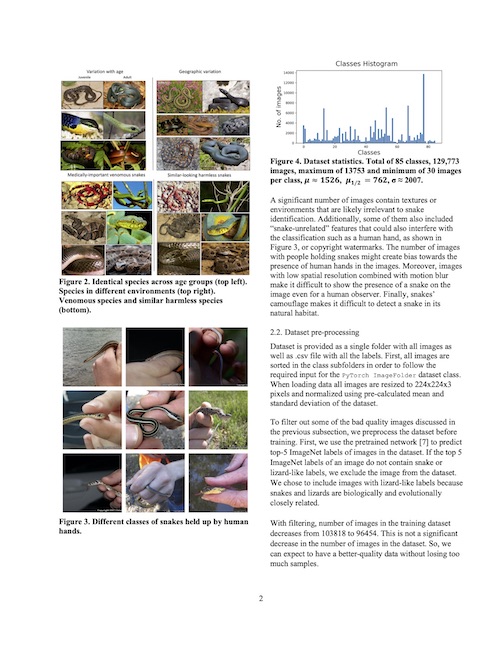 Variation with age
Juvenile
Adult
Geographic variation
Medically-important venomous snakes
Similar-looking harmless snakes
Figure 2. Identical species across age groups (top left).
Species in different environments (top right).
Venomous species and similar harmless species
(bottom).
Figure 3. Different classes of snakes held up by human
hands.
Classes Histogram
No. of images
14000
12000
10000
8000
6000
4000
2000
0
0 20 40 60 80
Classes
Figure 4. Dataset statistics. Total of 85 classes, 129,773
images, maximum of 13753 and minimum of 30 images
per class, μ ≈ 1526, μ1/2 = 762, σ ≈ 2007.
A significant number of images contain textures or
environments that are likely irrelevant to snake
identification. Additionally, some of them also included
“snake-unrelated” features that could also interfere with
the classification such as a human hand, as shown in
Figure 3, or copyright watermarks. The number of images
with people holding snakes might create bias towards the
presence of human hands in the images. Moreover, images
with low spatial resolution combined with motion blur
make it difficult to show the presence of a snake on the
image even for a human observer. Finally, snakes’
camouflage makes it difficult to detect a snake in its
natural habitat.
2.2. Dataset pre-processing
Dataset is provided as a single folder with all images as
well as .csv file with all the labels. First, all images are
sorted in the class subfolders in order to follow the
required input for the PyTorch ImageFolder dataset class.
When loading data all images are resized to 224x224x3
pixels and normalized using pre-calculated mean and
standard deviation of the dataset.
To filter out some of the bad quality images discussed in
the previous subsection, we preprocess the dataset before
training. First, we use the pretrained network [7] to predict
top-5 ImageNet labels of images in the dataset. If the top 5
ImageNet labels of an image do not contain snake or
lizard-like labels, we exclude the image from the dataset.
We chose to include images with lizard-like labels because
snakes and lizards are biologically and evolutionally
closely related.
With filtering, number of images in the training dataset
decreases from 103818 to 96454. This is not a significant
decrease in the number of images in the dataset. So, we
can expect to have a better-quality data without losing too
much samples.
2